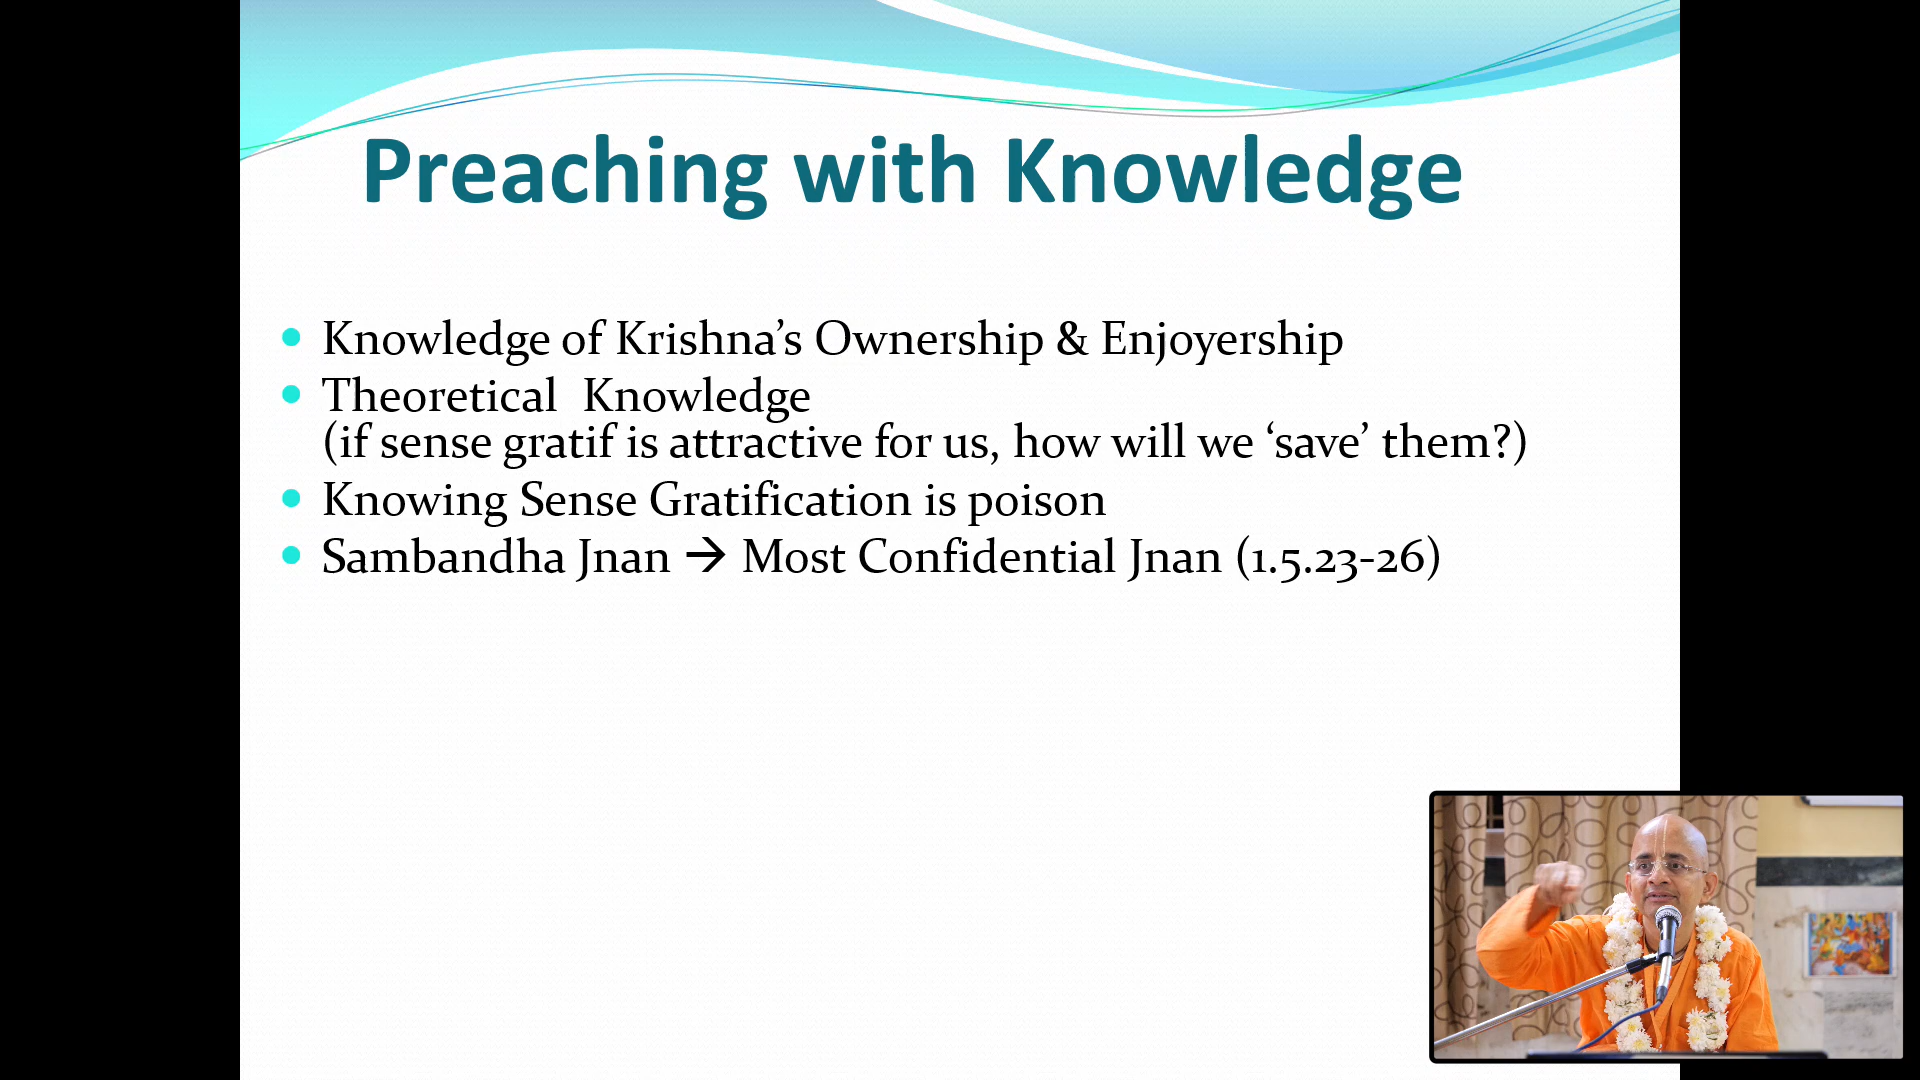 Preaching with Knowledge
• Knowledge of Krishna’s Ownership & Enjoyership
• Theoretical  Knowledge
(if sense gratif is attractive for us, how will we ‘save’ them?)
• Knowing Sense Gratification is poison
• Sambandha Jnan → Most Confidential Jnan (1.5.23-26)